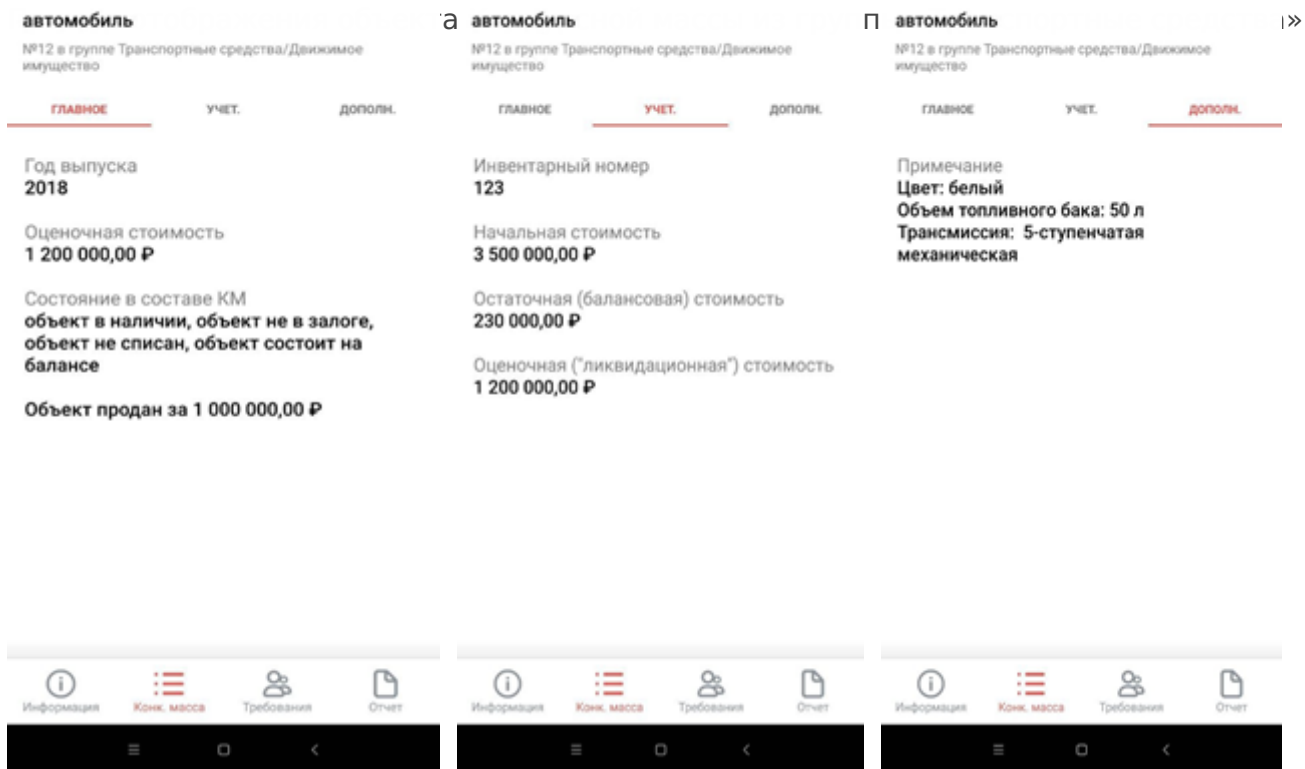 автомобиль
№12 в группе Транспортные средства/Движимое
имущество
ГЛАВНОЕ УЧЕТ. ДОПОЛН.
Год выпуска
2018
Оценочная стоимость
1 200 000,00 ₽
Состояние в составе КМ
объект в наличии, объект не в залоге,
объект не списан, объект состоит на
балансе
Объект продан за 1 000 000,00 ₽
Информация Конк. масса Требования Отчет
автомобиль
№12 в группе Транспортные средства/Движимое
имущество
ГЛАВНОЕ УЧЕТ. ДОПОЛН.
Инвентарный номер
123
Начальная стоимость
3 500 000,00 ₽
Остаточная (балансовая) стоимость
230 000,00 ₽
Оценочная ("ликвидационная") стоимость
1 200 000,00 ₽
Информация Конк. масса Требования Отчет
автомобиль
№12 в группе Транспортные средства/Движимое
имущество
ГЛАВНОЕ УЧЕТ. ДОПОЛН.
Примечание
Цвет: белый
Объем топливного бака: 50 л
Трансмиссия: 5-ступенчатая
механическая
Информация Конк. масса Требования Отчет